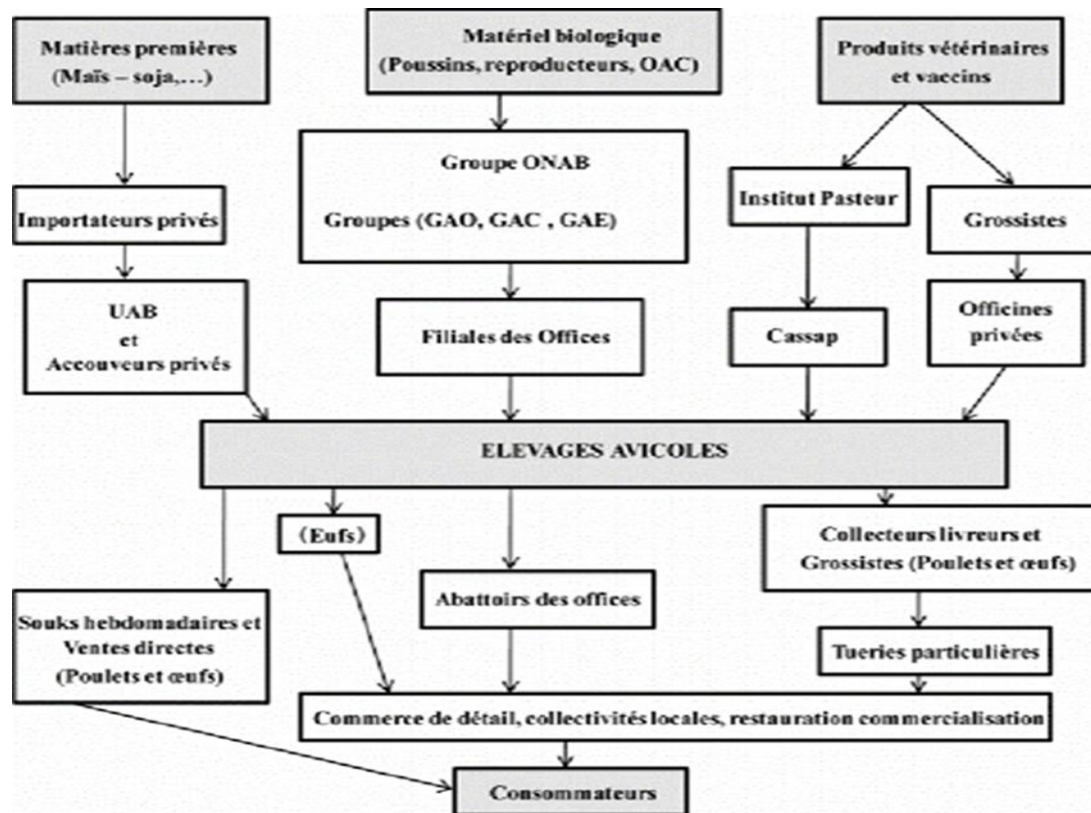 Matières premières
(Maïs – soja,…)
Matériel biologique
(Poussins, reproducteurs, OAC)
Produits vétérinaires
et vaccins
Groupe ONAB
Groupes (GAO, GAC , GAE)
Importateurs privés
Institut Pasteur
Grossistes
UAB
et
Accouveurs privés
Filiales des Offices
Cassap
Officines
privées
ELEVAGES AVICOLES
(Eufs)
Collecteurs livreurs et
Grossistes (Poulets et œufs)
Souks hebdomadaires et
Ventes directes
(Poulets et œufs)
Abattoirs des offices
Tueries particulières
Commerce de détail, collectivités locales, restauration commercialisation
Consommateurs